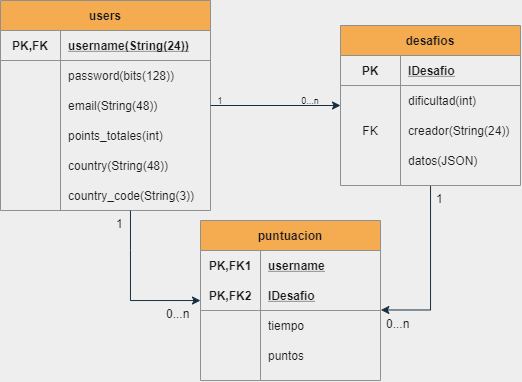 users
PK,FK username(String(24))
password(bits(128))
email(String(48))
points_totales(int)
country(String(48))
country_code(String(3))
1 0...n
desafios
PK IDesafio
dificultad(int)
FK creador(String(24))
datos(JSON)
1
1
puntuacion
PK,FK1 username
PK,FK2 IDesafio
tiempo
puntos
0...n
0...n